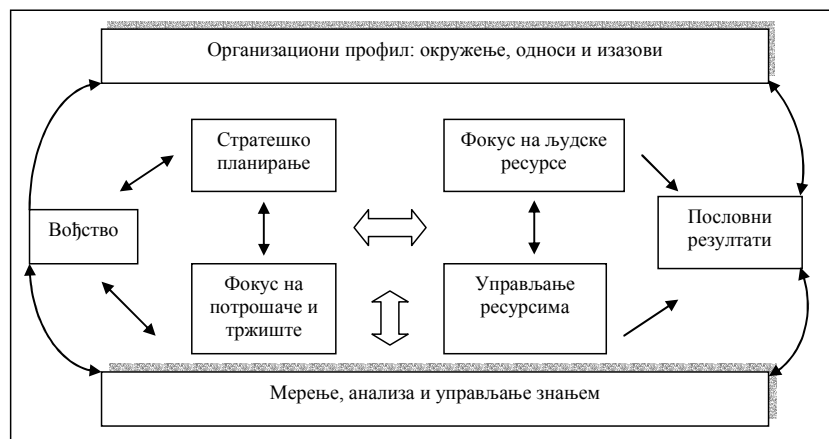 Организациони профил: окружење, односи и изазови
Стратешко
планирање
Фокус на људске
ресурсе
Вођство
Пословни
резултати
Фокус на
потрошаче и
тржиште
Управљање
ресурсима
Мерење, анализа и управљање знањем